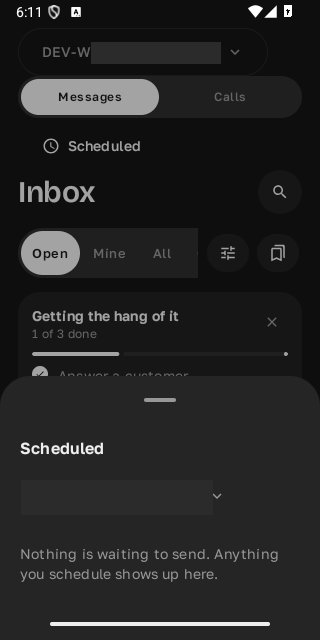 6:11
DEV-W
Messages
Calls
Scheduled
Inbox
Open
Mine
All
Getting the hang of it
1 of 3 done
Answer a customer
Scheduled
Nothing is waiting to send. Anything
you schedule shows up here.